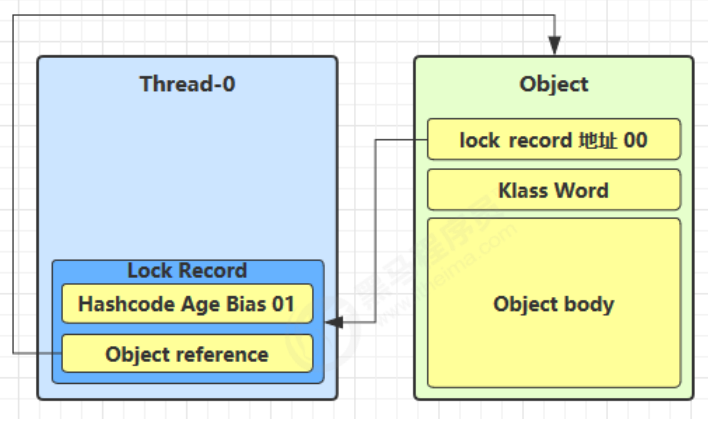 Thread-0
Lock Record
Hashcode Age Bias 01
Object reference
Object
lock record 地址 00
Klass Word
Object body
黑马程序员
www.itheima.com